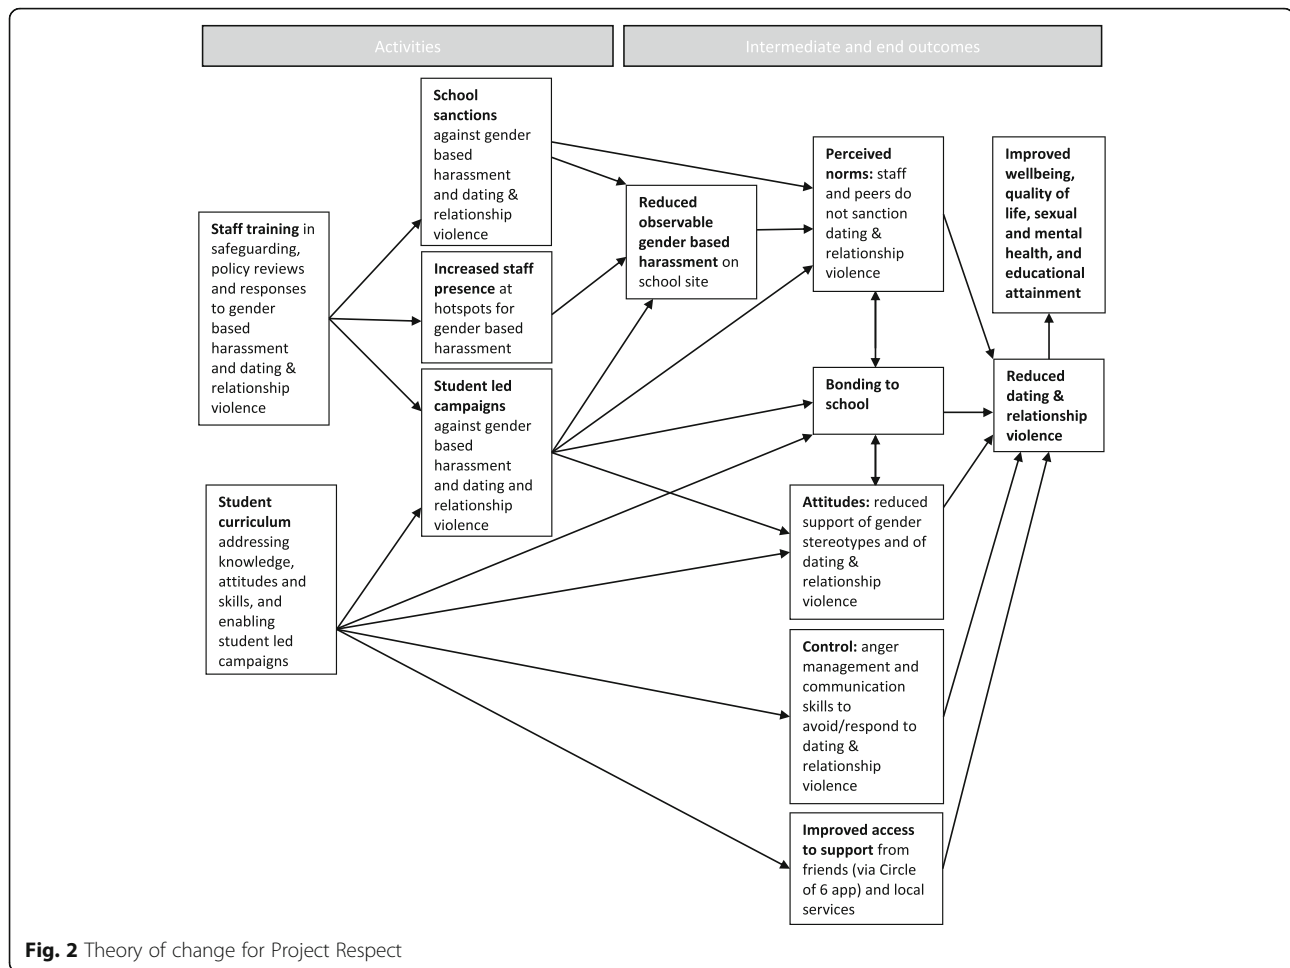 Activities
Intermediate and end outcomes
School
sanctions
against gender
based
harassment
and dating &
relationship
violence
Staff training in
safeguarding,
policy reviews
and responses
to gender
based
harassment
and dating &
relationship
violence
Increased staff
presence at
hotspots for
gender based
harassment
Student led
campaigns
against gender
based
harassment
and dating and
relationship
violence
Student
curriculum
addressing
knowledge,
attitudes and
skills, and
enabling
student led
campaigns
Reduced
observable
gender based
harassment on
school site
Perceived
norms: staff
and peers do
not sanction
dating &
relationship
violence
Bonding to
school
Attitudes: reduced
support of gender
stereotypes and of
dating &
relationship
violence
Control: anger
management and
communication
skills to
avoid/respond to
dating &
relationship
violence
Improved access
to support from
friends (via Circle
of 6 app) and local
services
Improved
wellbeing,
quality of
life, sexual
and mental
health, and
educational
attainment
Reduced
dating &
relationship
violence
Fig. 2 Theory of change for Project Respect